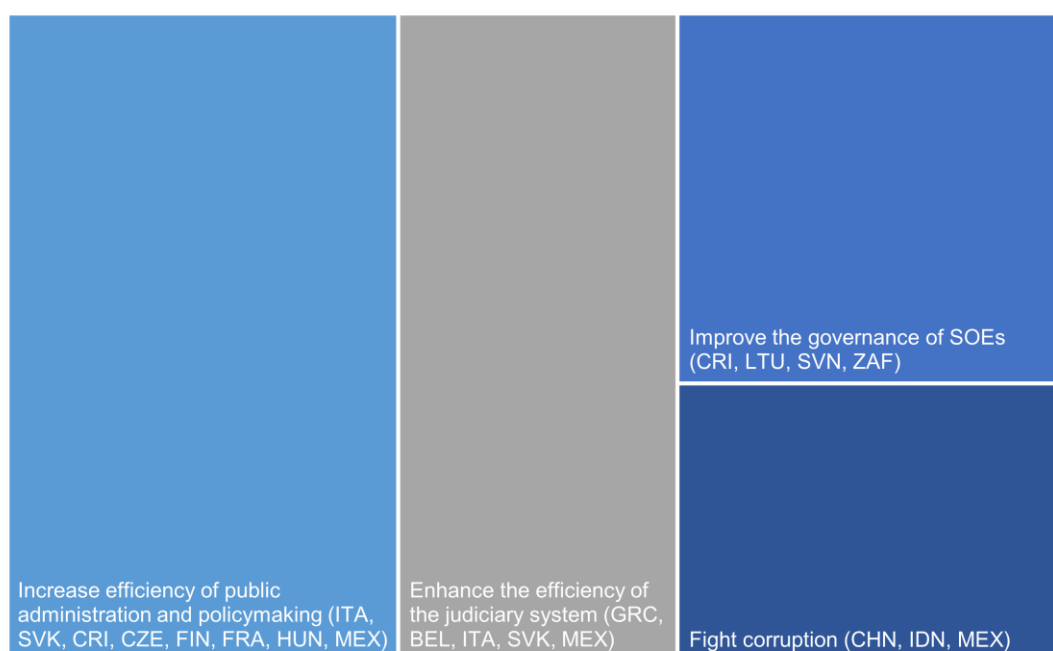 Increase efficiency of public
administration and policymaking (ITA,
SVK, CRI, CZE, FIN, FRA, HUN, MEX)
Enhance the efficiency of
the judiciary system (GRC,
BEL, ITA, SVK, MEX)
Improve the governance of SOEs
(CRI, LTU, SVN, ZAF)
Fight corruption (CHN, IDN, MEX)